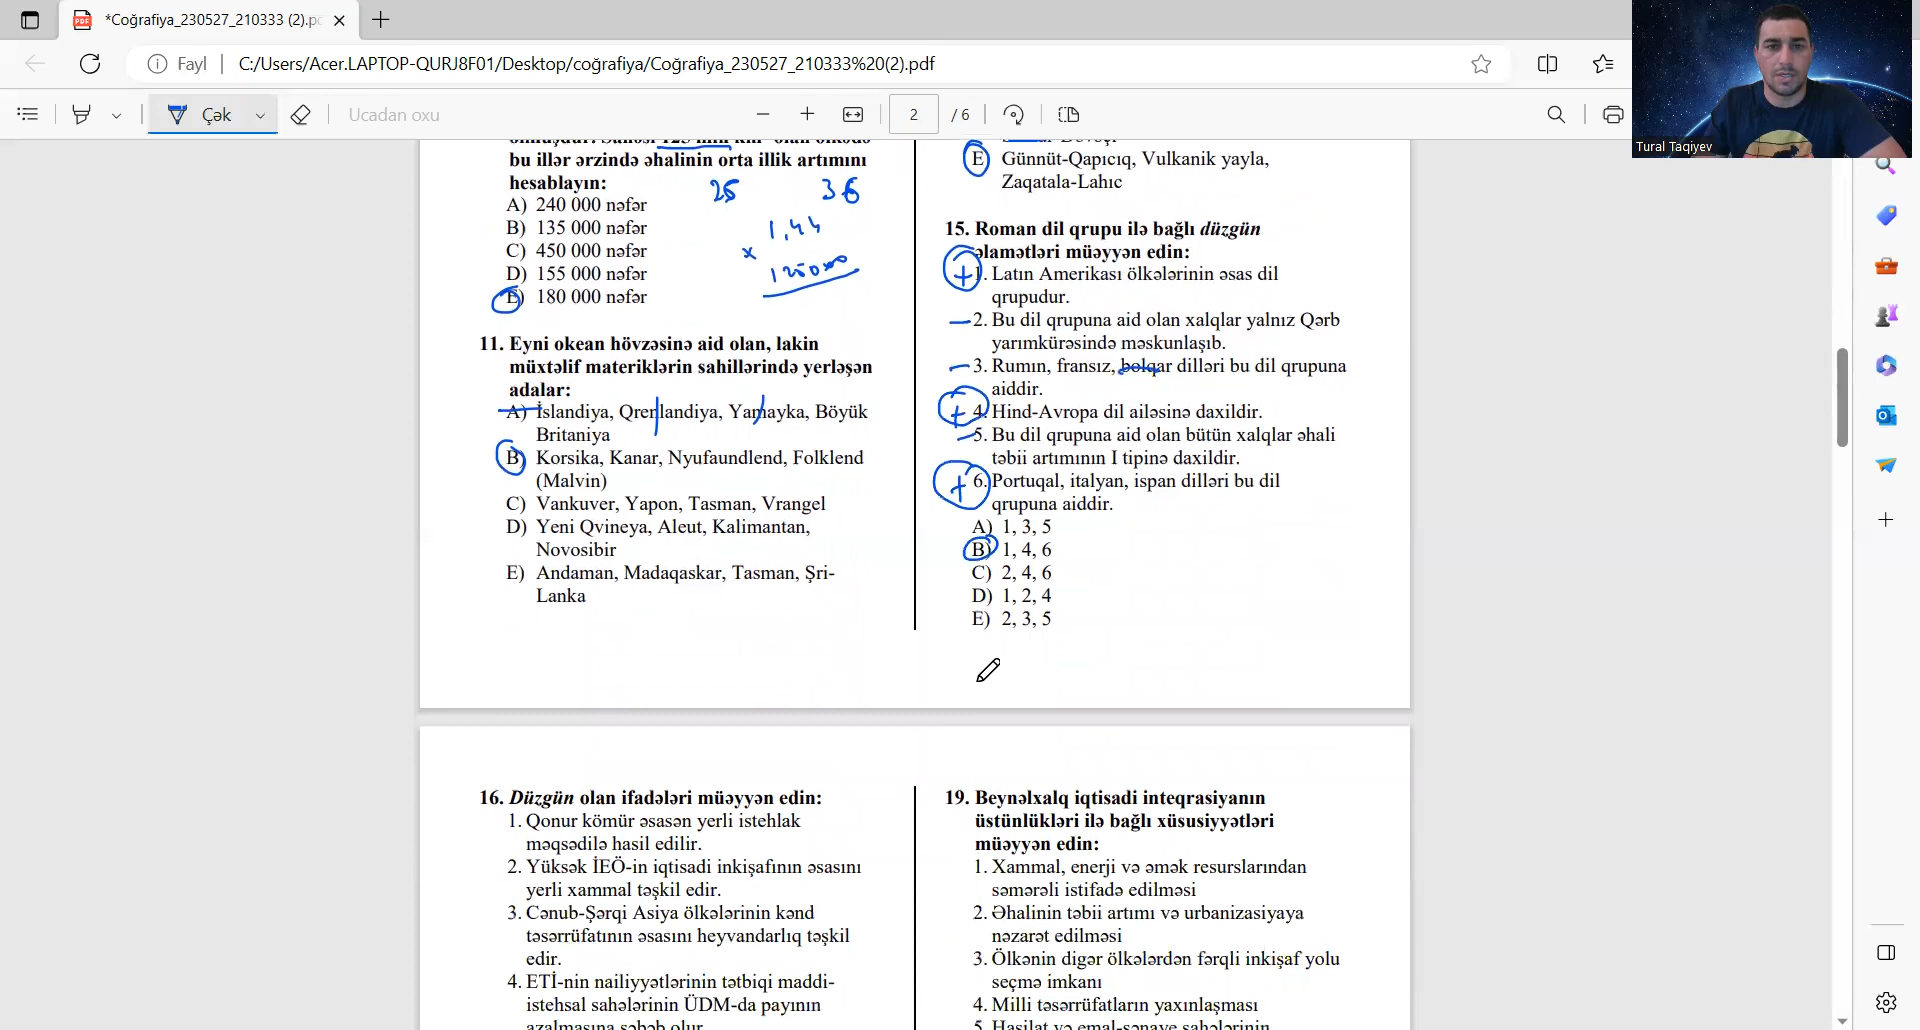 *Coğrafiya_230527_210333 (2).pc
Fayl
C:/Users/Acer.LAPTOP-QURJ8F01/Desktop/coğrafiya/Coğrafiya_230527_210333%20(2).pdf
Çək
Ucadan oxu
2 / 6
Tural Taqiyev
bu illər ərzində əhalinin orta illik artımını
hesablayın:
A) 240 000 nəfər
B) 135 000 nəfər
C) 450 000 nəfər
D) 155 000 nəfər
E) 180 000 nəfər
25 36
1,44
×
125000
11. Eyni okean hövzəsinə aid olan, lakin
müxtəlif materiklərin sahillərində yerləşən
adalar:
A) İslandiya, Qrenlandiya, Yamayka, Böyük
Britaniya
B) Korsika, Kanar, Nyufaundlend, Folklend
(Malvin)
C) Vankuver, Yapon, Tasman, Vrangel
D) Yeni Qvineya, Aleut, Kalimantan,
Novosibir
E) Andaman, Madaqaskar, Tasman, Şri-
Lanka
E Günnüt-Qapıcıq, Vulkanik yayla,
Zaqatala-Lahıc
15. Roman dil qrupu ilə bağlı düzgün
əlamətləri müəyyən edin:
1. Latın Amerikası ölkələrinin əsas dil
qrupudur.
2. Bu dil qrupuna aid olan xalqlar yalnız Qərb
yarımkürəsində məskunlaşıb.
3. Rumın, fransız, bolqar dilləri bu dil qrupuna
aiddir.
4. Hind-Avropa dil ailəsinə daxildir.
5. Bu dil qrupuna aid olan bütün xalqlar əhali
təbii artımının I tipinə daxildir.
6. Portuqal, italyan, ispan dilləri bu dil
qrupuna aiddir.
A) 1, 3, 5
B) 1, 4, 6
C) 2, 4, 6
D) 1, 2, 4
E) 2, 3, 5
16. Düzgün olan ifadələri müəyyən edin:
1. Qonur kömür əsasən yerli istehlak
məqsədilə hasil edilir.
2. Yüksək İEÖ-in iqtisadi inkişafının əsasını
yerli xammal təşkil edir.
3. Cənub-Şərqi Asiya ölkələrinin kənd
təsərrüfatının əsasını heyvandarlıq təşkil
edir.
4. ETİ-nin nailiyyətlərinin tətbiqi maddi-
istehsal sahələrinin ÜDM-da payının
azalmasına səbəb olur
19. Beynəlxalq iqtisadi inteqrasiyanın
üstünlükləri ilə bağlı xüsusiyyətləri
müəyyən edin:
1. Xammal, enerji və əmək resurslarından
səmərəli istifadə edilməsi
2. Əhalinin təbii artımı və urbanizasiyaya
nəzarət edilməsi
3. Ölkənin digər ölkələrdən fərqli inkişaf yolu
seçmə imkanı
4. Milli təsərrüfatların yaxınlaşması
5. Hasilat və emal-sənaye sahələrinin